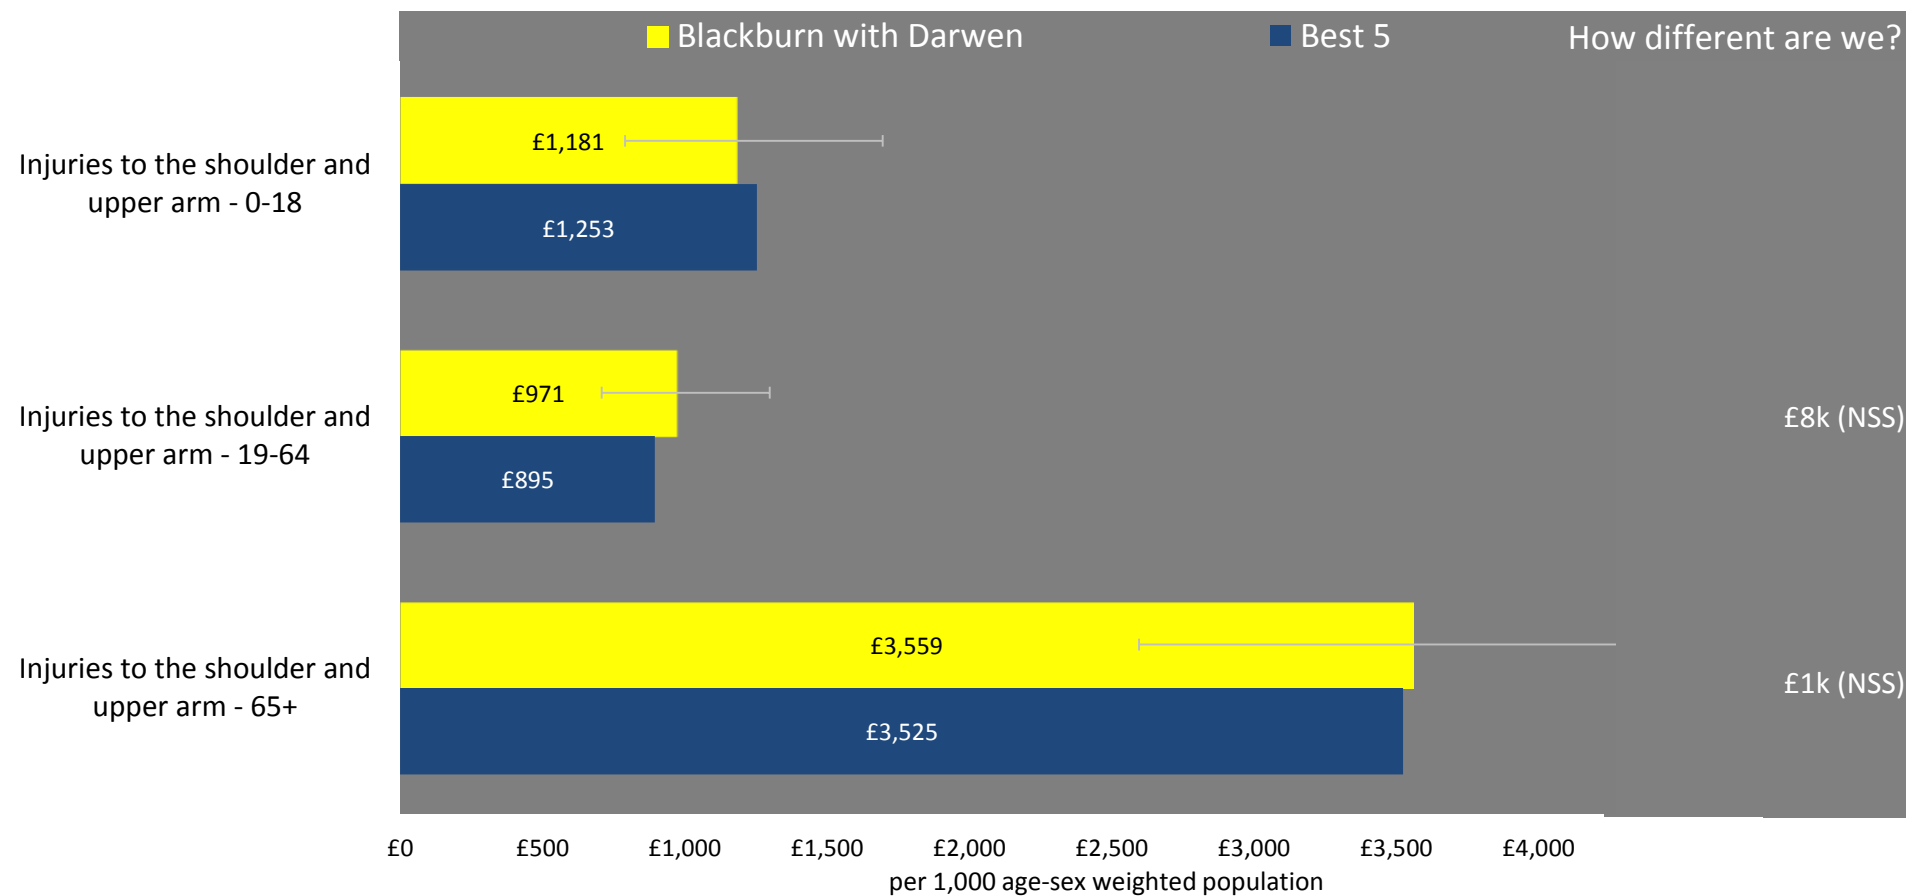 Blackburn with Darwen
Best 5
How different are we?
Injuries to the shoulder and
upper arm - 0-18
£1,181
£1,253
Injuries to the shoulder and
upper arm - 19-64
£971
£895
£8k (NSS)
Injuries to the shoulder and
upper arm - 65+
£3,559
£3,525
£1k (NSS)
£0 £500 £1,000 £1,500 £2,000 £2,500 £3,000 £3,500 £4,000
per 1,000 age-sex weighted population